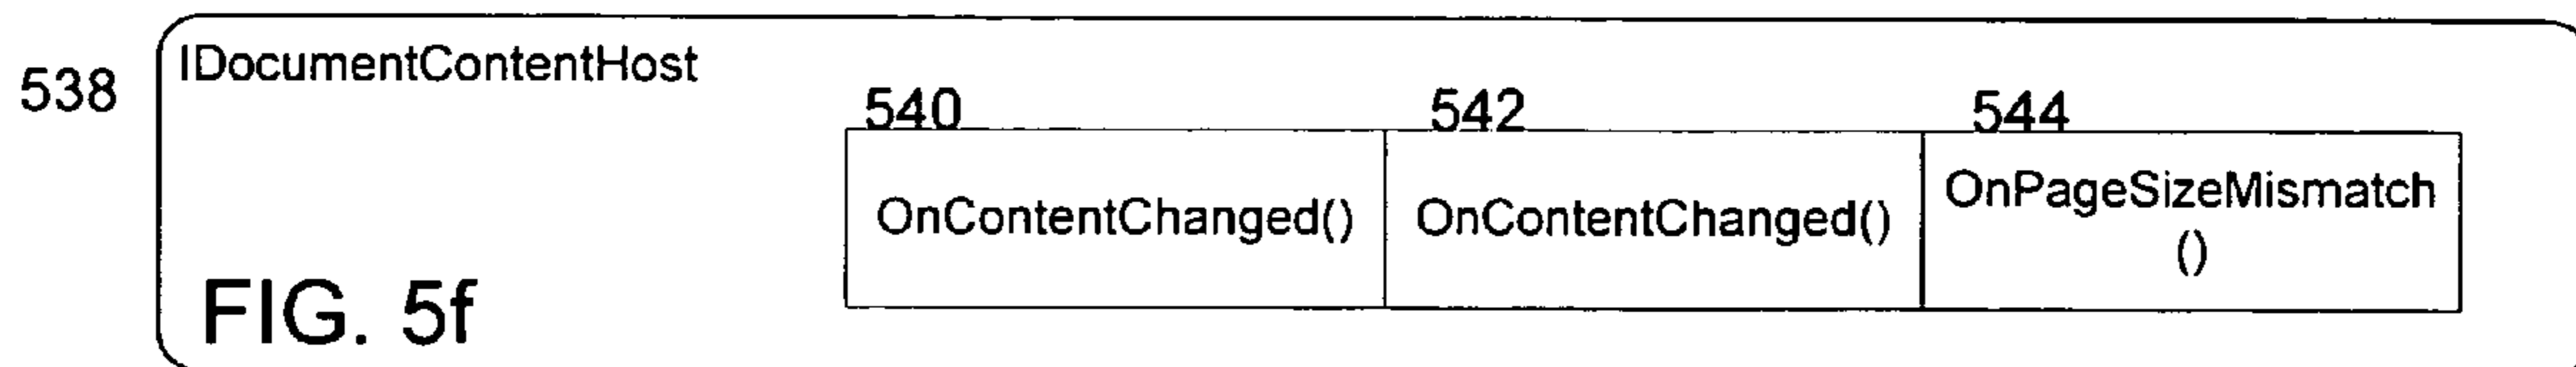 538
IDocumentContentHost
540 542 544
OnContentChanged() OnContentChanged() OnPageSizeMismatch
()
FIG. 5f